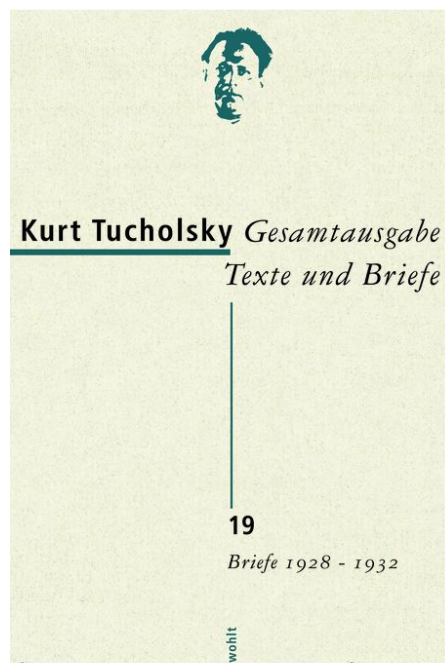 Kurt Tucholsky Gesamtausgabe
Texte und Briefe
19
Briefe 1928 - 1932
wohlt